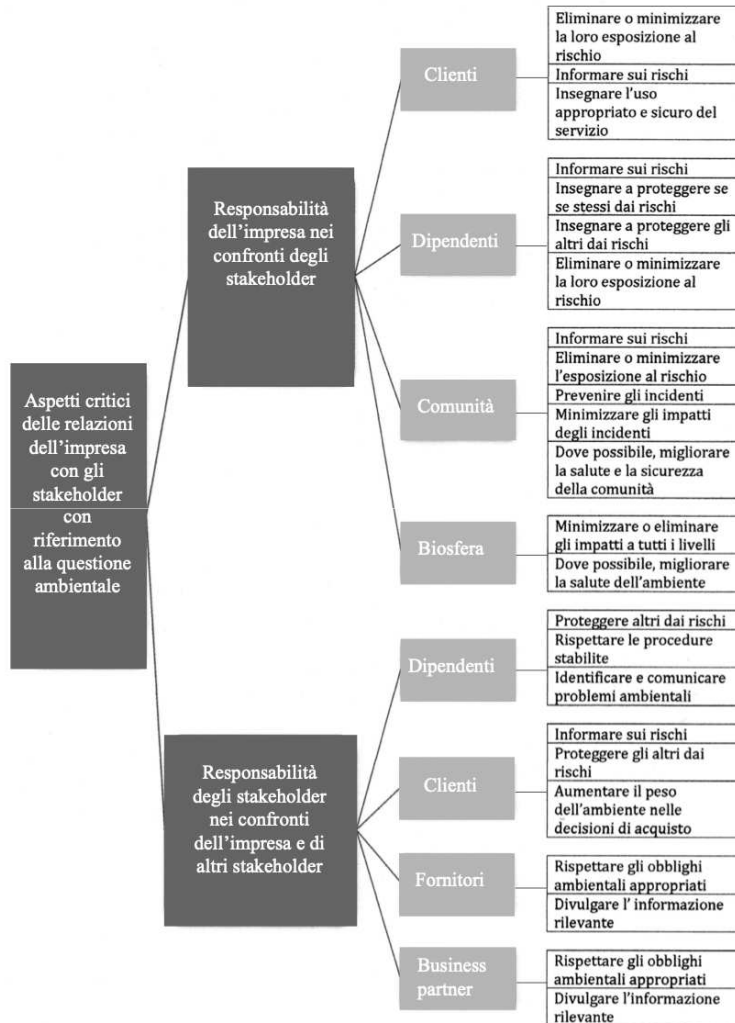 Aspetti critici
delle relazioni
dell'impresa
con gli
stakeholder
con
riferimento
alla questione
ambientale
Responsabilità
dell'impresa nei
confronti degli
stakeholder
Clienti
Eliminare o minimizzare
la loro esposizione al
rischio
Informare sui rischi
Insegnare l'uso
appropriato e sicuro del
servizio
Dipendenti
Informare sui rischi
Insegnare a proteggere se
se stessi dai rischi
Insegnare a proteggere gli
altri dai rischi
Eliminare o minimizzare
la loro esposizione al
rischio
Comunità
Informare sui rischi
Eliminare o minimizzare
l'esposizione al rischio
Prevenire gli incidenti
Minimizzare gli impatti
degli incidenti
Dove possibile, migliorare
la salute e la sicurezza
della comunità
Biosfera
Minimizzare o eliminare
gli impatti a tutti i livelli
Dove possibile, migliorare
la salute dell'ambiente
Responsabilità
degli stakeholder
nei confronti
dell'impresa e di
altri stakeholder
Dipendenti
Proteggere altri dai rischi
Rispettare le procedure
stabilite
Identificare e comunicare
problemi ambientali
Clienti
Informare sui rischi
Proteggere gli altri dai
rischi
Aumentare il peso
dell'ambiente nelle
decisioni di acquisto
Fornitori
Rispettare gli obblighi
ambientali appropriati
Divulgare l' informazione
rilevante
Business
partner
Rispettare gli obblighi
ambientali appropriati
Divulgare l'informazione
rilevante